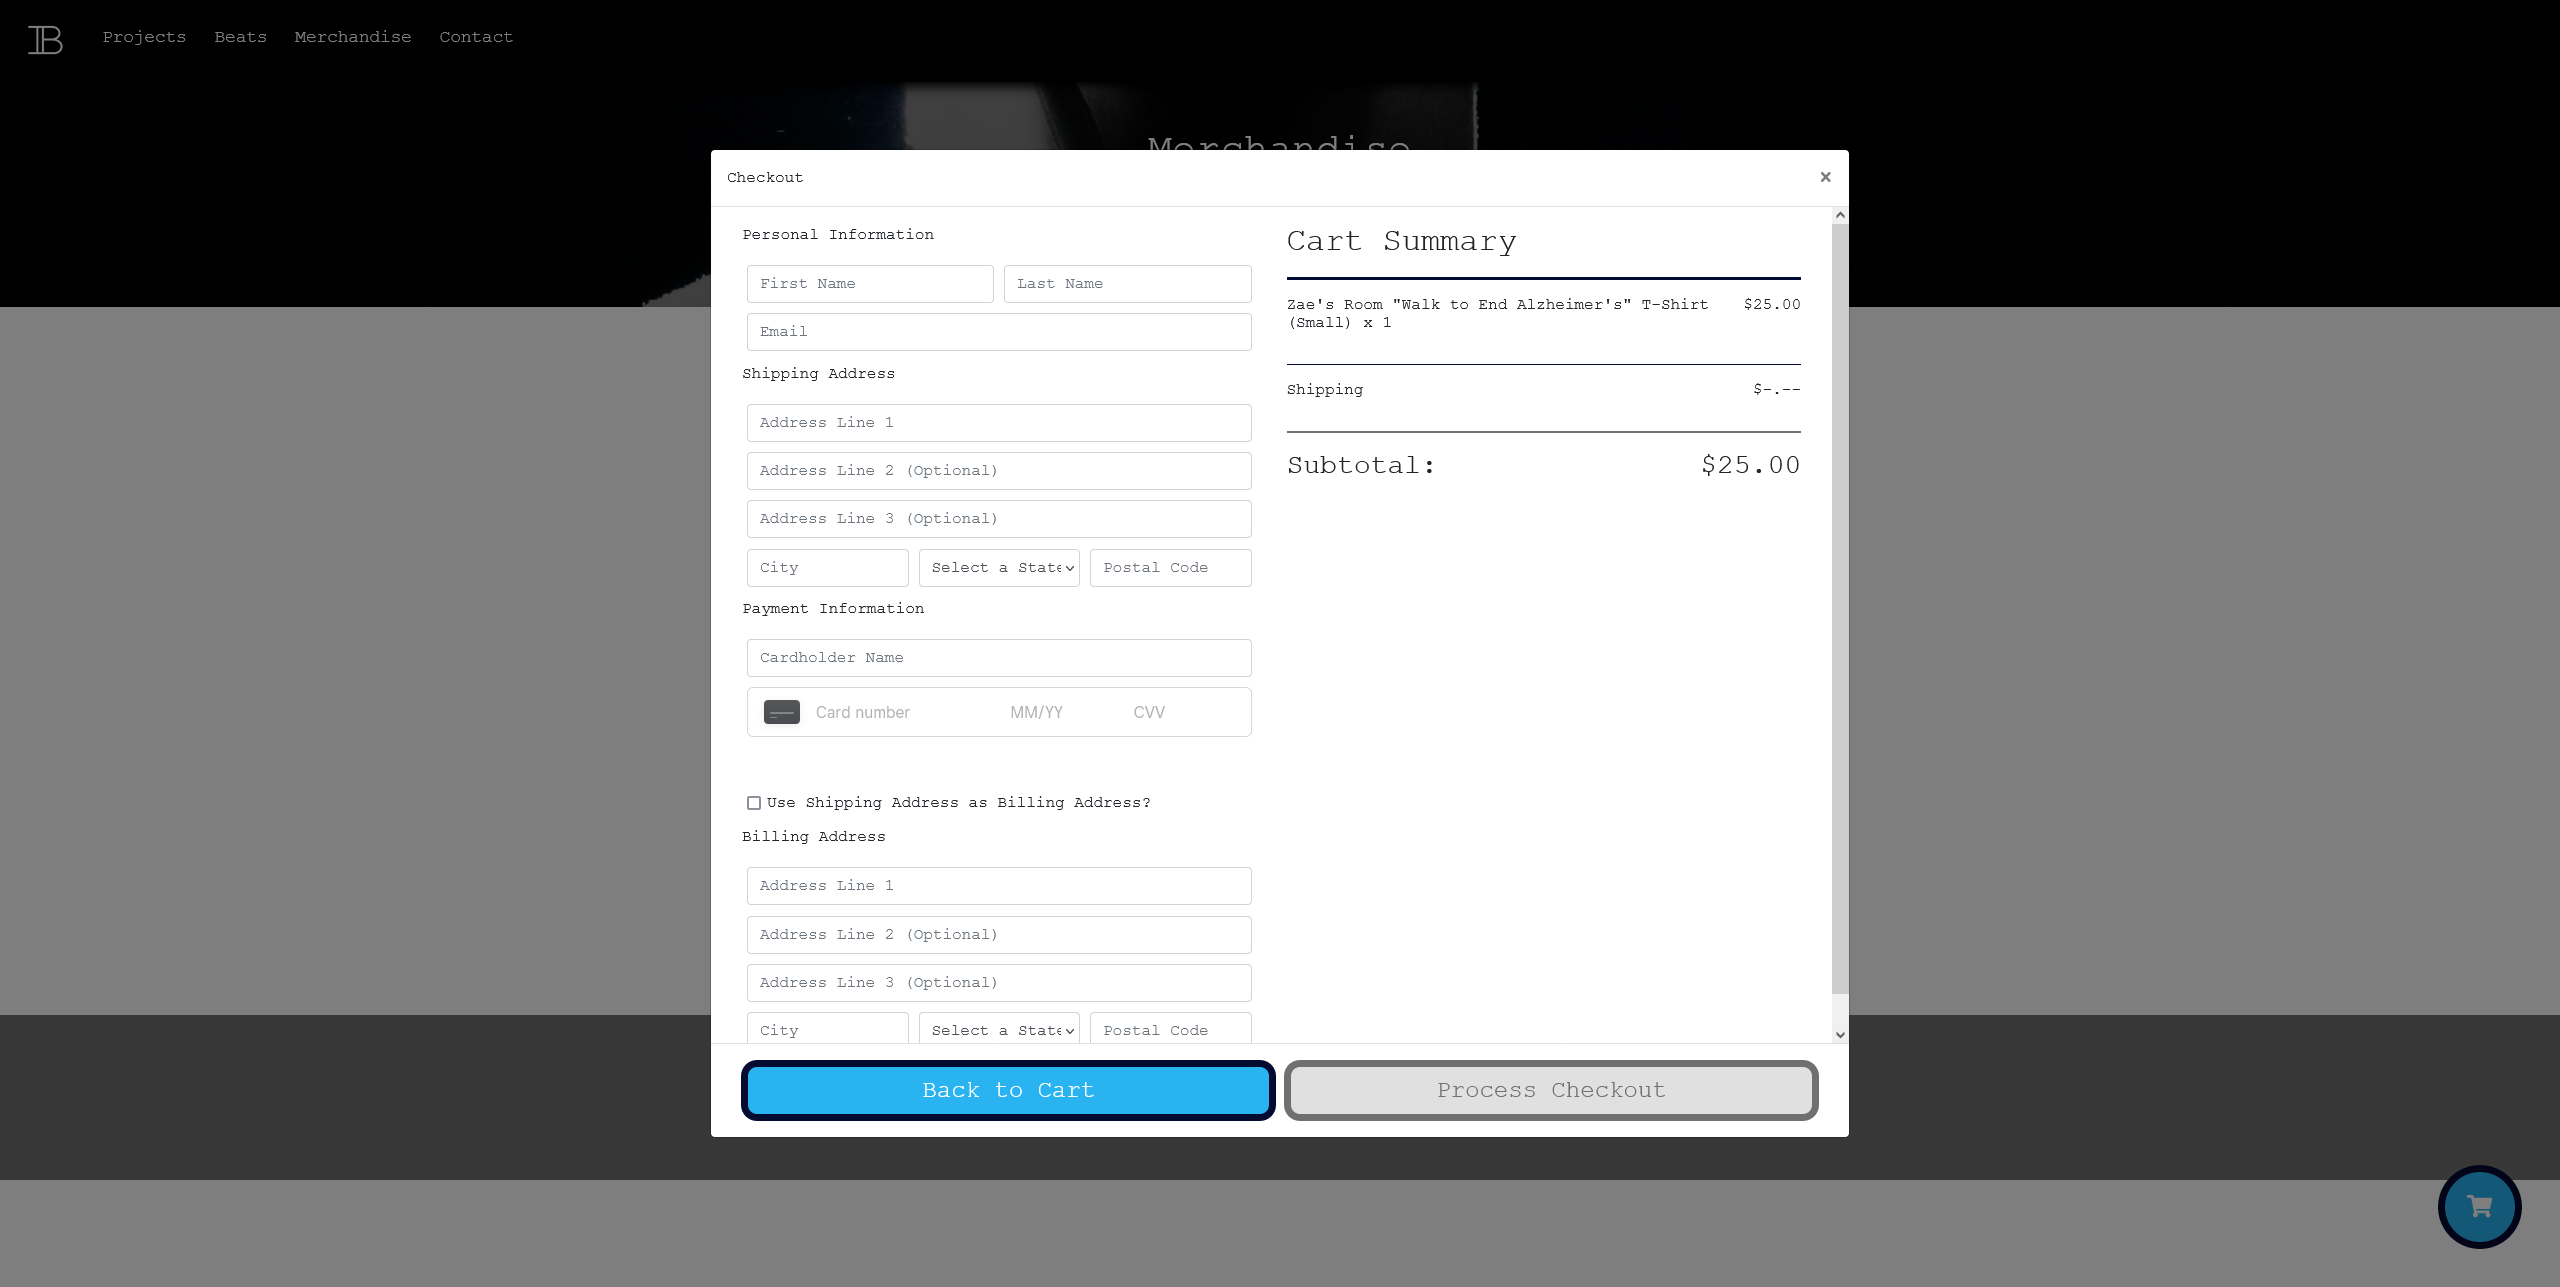 B
Projects Beats Merchandise Contact
Merchandise
Checkout ×
Personal Information
First Name Last Name
Email
Shipping Address
Address Line 1
Address Line 2 (Optional)
Address Line 3 (Optional)
City Select a State Postal Code
Payment Information
Cardholder Name
Card number MM/YY CVV
Use Shipping Address as Billing Address?
Billing Address
Address Line 1
Address Line 2 (Optional)
Address Line 3 (Optional)
City Select a State Postal Code
Cart Summary
Zae's Room "Walk to End Alzheimer's" T-Shirt $25.00
(Small) x 1
Shipping $-.--
Subtotal: $25.00
Back to Cart Process Checkout